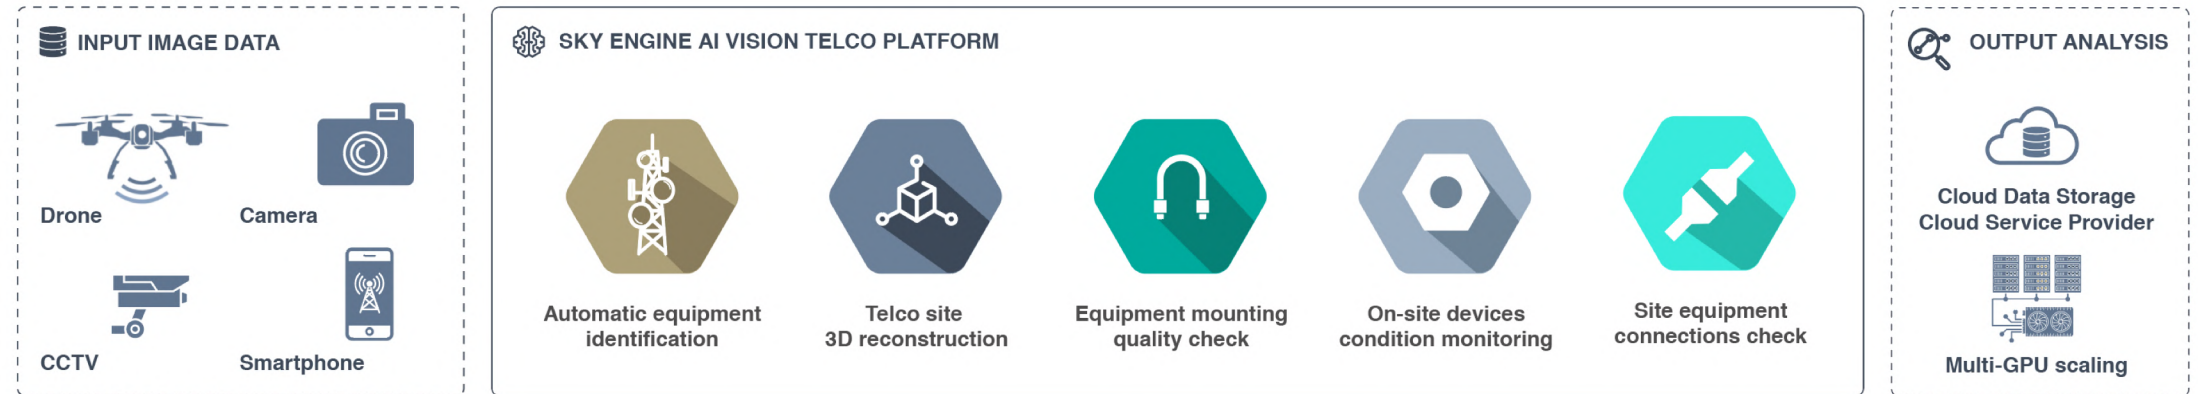 INPUT IMAGE DATA
Drone
Camera
CCTV
Smartphone
SKY ENGINE AI VISION TELCO PLATFORM
Automatic equipment
identification
Telco site
3D reconstruction
Equipment mounting
quality check
On-site devices
condition monitoring
Site equipment
connections check
OUTPUT ANALYSIS
Cloud Data Storage
Cloud Service Provider
Multi-GPU scaling